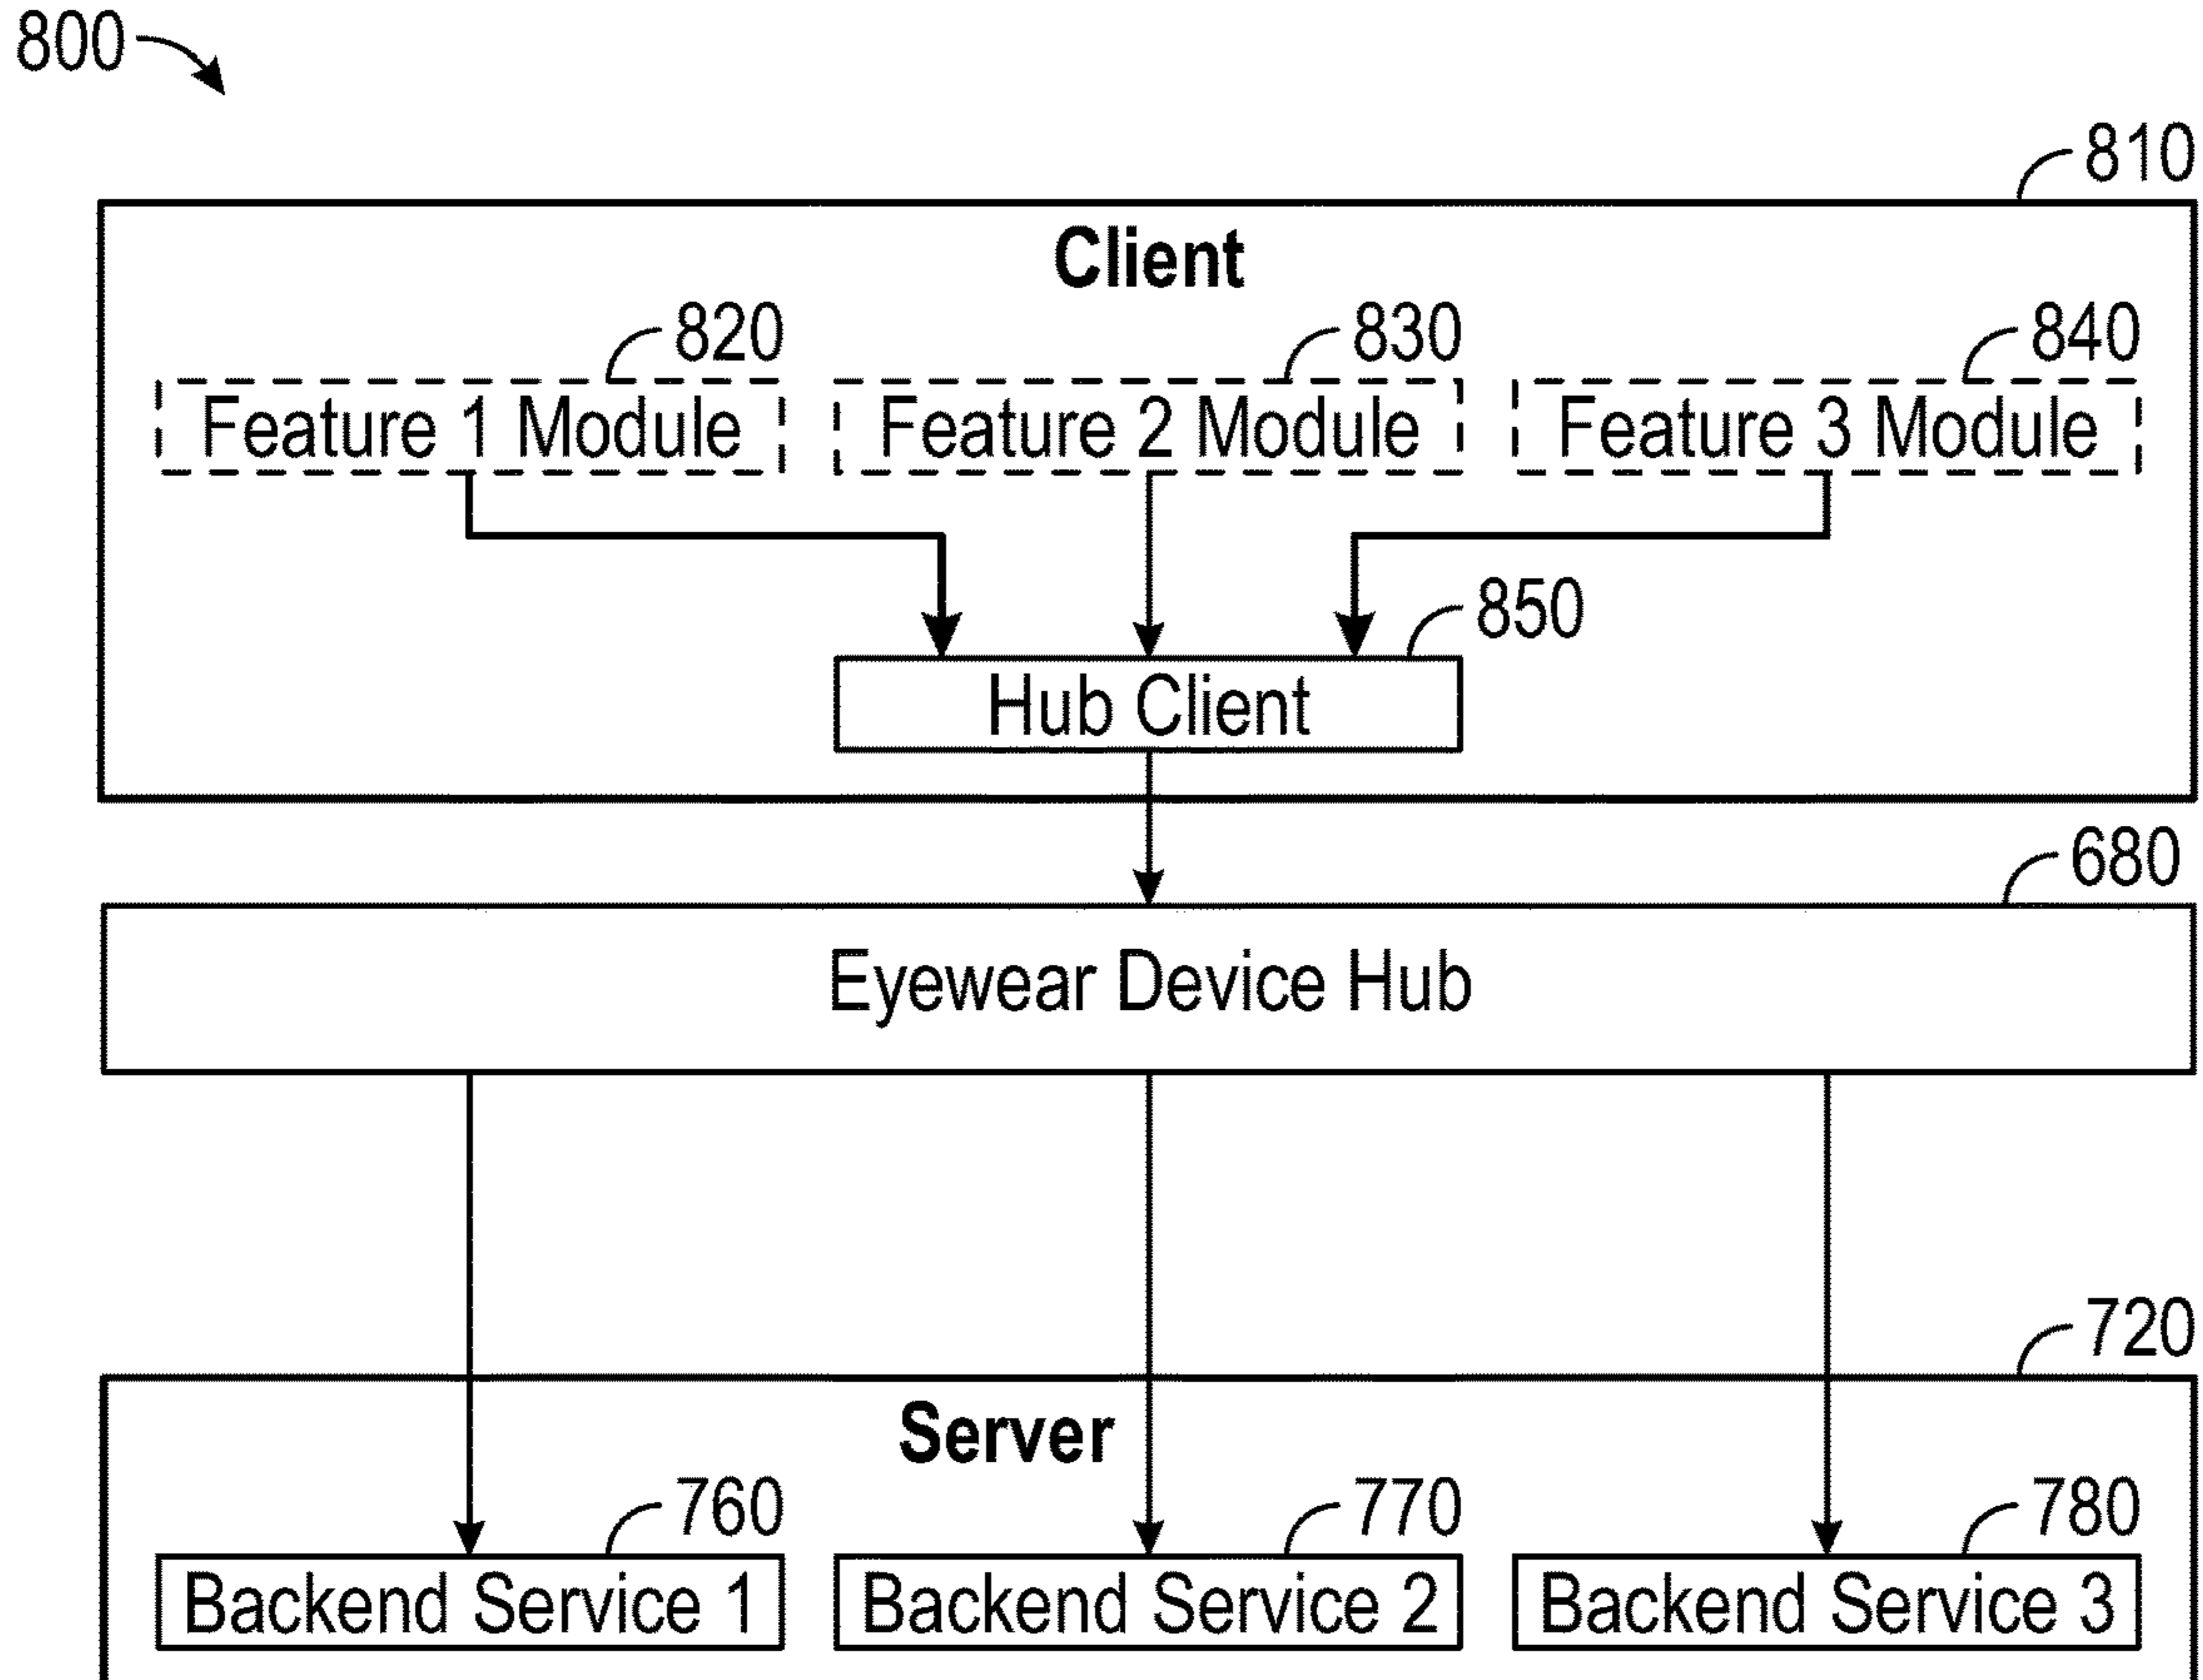 800
810
Client
820 830 840
Feature 1 Module Feature 2 Module Feature 3 Module
850
Hub Client
680
Eyewear Device Hub
720
Server
760 770 780
Backend Service 1 Backend Service 2 Backend Service 3